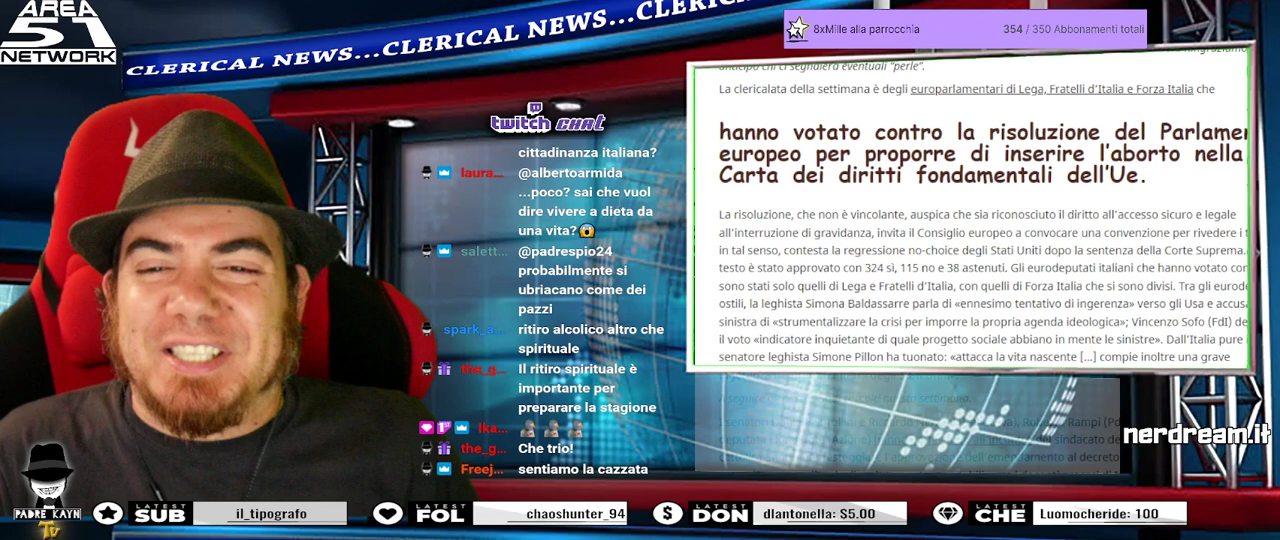 AREA
51
NETWORK
CLERICAL NEWS...CLERICAL NEWS...CLERIC
8xMille alla parrocchia
354 / 350 Abbonamenti totali
anticipo chi ci segnalerà eventuali "perle".
La clericalata della settimana è degli europarlamentari di Lega, Fratelli d'Italia e Forza Italia che
hanno votato contro la risoluzione del Parlamen
europeo per proporre di inserire l'aborto nella
Carta dei diritti fondamentali dell'Ue.
La risoluzione, che non è vincolante, auspica che sia riconosciuto il diritto all'accesso sicuro e legale
all'interruzione di gravidanza, invita il Consiglio europeo a convocare una convenzione per rivedere i t
in tal senso, contesta la regressione no-choice degli Stati Uniti dopo la sentenza della Corte Suprema.
testo è stato approvato con 324 sì, 115 no e 38 astenuti. Gli eurodeputati italiani che hanno votato con
sono stati solo quelli di Lega e Fratelli d'Italia, con quelli di Forza Italia che si sono divisi. Tra gli eurode
ostili, la leghista Simona Baldassarre parla di «ennesimo tentativo di ingerenza» verso gli Usa e accusa
sinistra di «strumentalizzare la crisi per imporre la propria agenda ideologica»; Vincenzo Sofo (FdI) de
il voto «indicatore inquietante di quale progetto sociale abbiano in mente le sinistre». Dall'Italia pure i
senatore leghista Simone Pillon ha tuonato: «attacca la vita nascente [...] compie inoltre una grave
twitch CHAT
cittadinanza italiana?
laura... @albertoarmida
...poco? sai che vuol
dire vivere a dieta da
una vita?
salett... @padrespio24
probabilmente si
ubriacano come dei
pazzi
spark_a... ritiro alcolico altro che
spirituale
the_g... Il ritiro spirituale è
importante per
preparare la stagione
Ika...
the_g... Che trio!
Freej... sentiamo la cazzata
nerdream.it
PADRE KAYN
TV
LATEST SUB il_tipografo
LATEST FOL chaoshunter_94
LATEST DON dlantonella: $5.00
LATEST CHE Luomocheride: 100